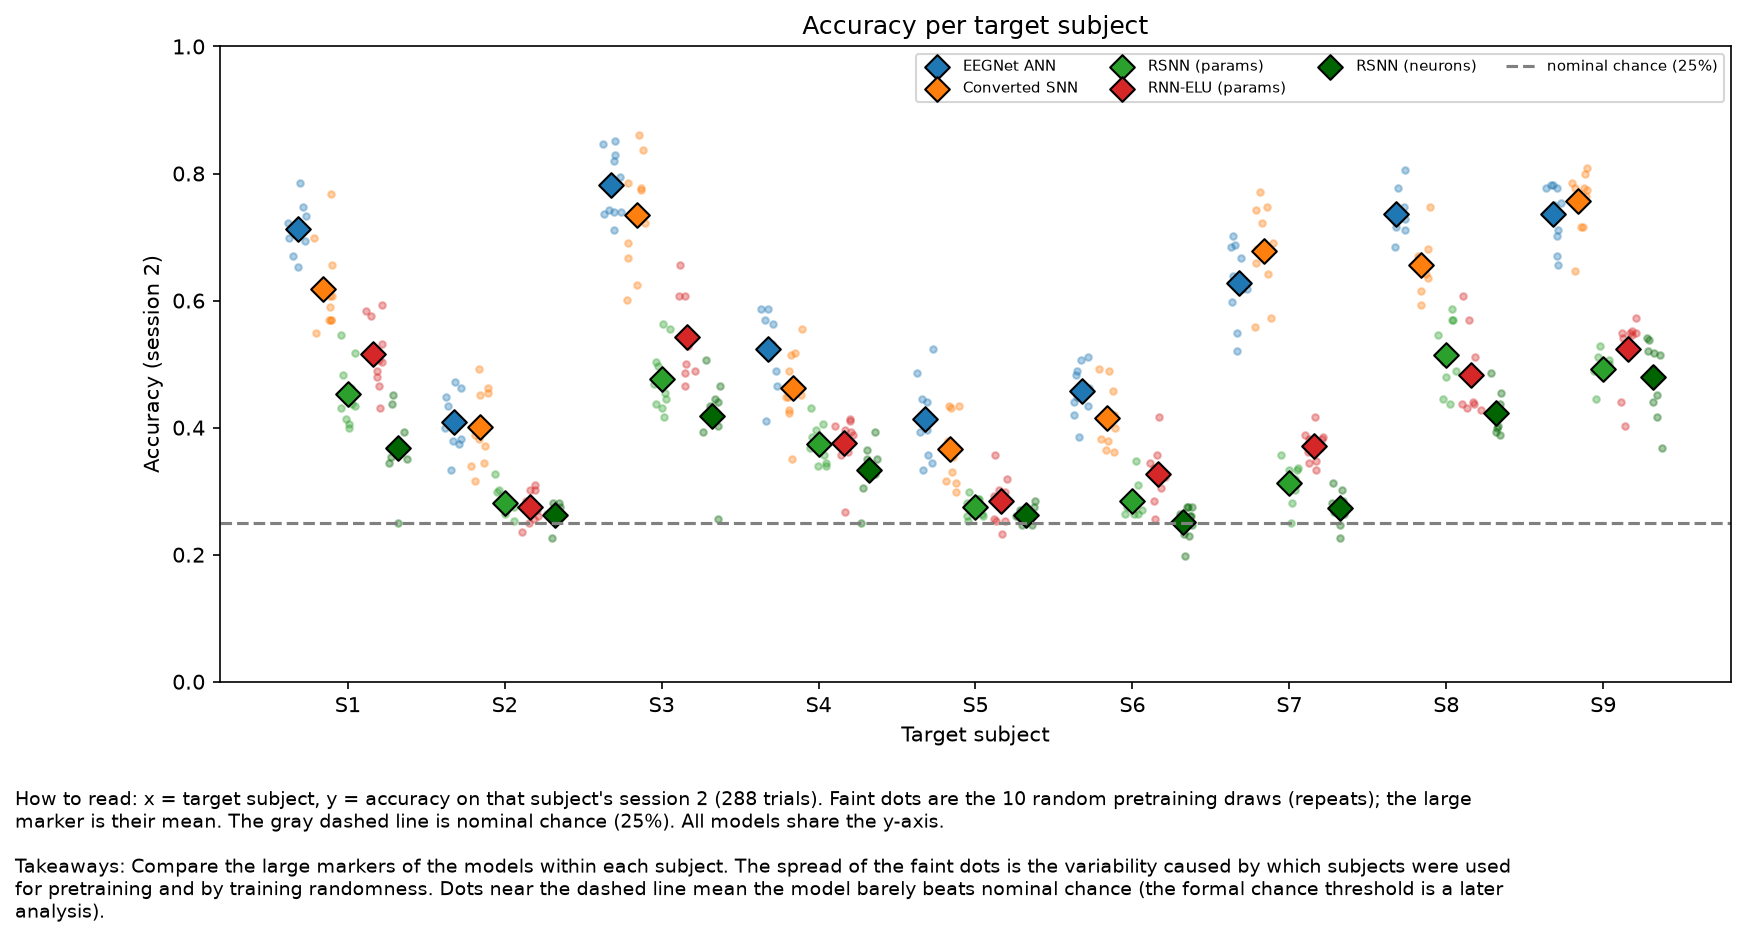 Accuracy per target subject
EEGNet ANN
Converted SNN
RSNN (params)
RNN-ELU (params)
RSNN (neurons)
nominal chance (25%)
Accuracy (session 2)
1.0
0.8
0.6
0.4
0.2
0.0
S1 S2 S3 S4 S5 S6 S7 S8 S9
Target subject
How to read: x = target subject, y = accuracy on that subject's session 2 (288 trials). Faint dots are the 10 random pretraining draws (repeats); the large
marker is their mean. The gray dashed line is nominal chance (25%). All models share the y-axis.
Takeaways: Compare the large markers of the models within each subject. The spread of the faint dots is the variability caused by which subjects were used
for pretraining and by training randomness. Dots near the dashed line mean the model barely beats nominal chance (the formal chance threshold is a later
analysis).